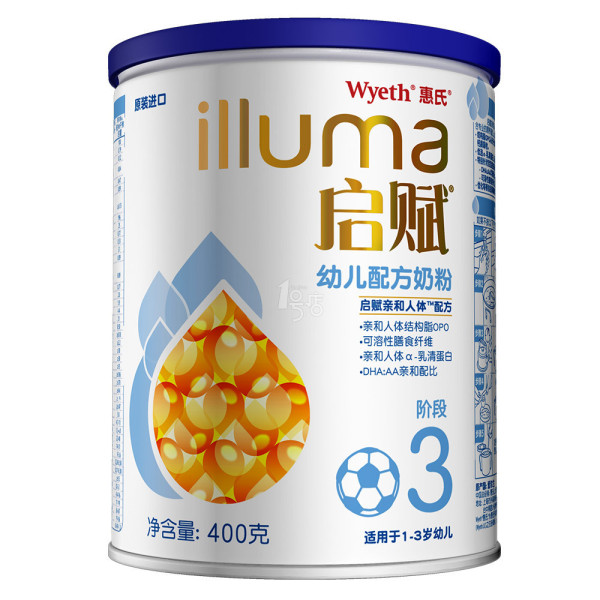 Wyeth® 惠氏®
原装进口
illuma
启赋®
幼儿配方奶粉
1号店
启赋亲和人体™配方
•亲和人体结构脂OPO
•可溶性膳食纤维
•亲和人体α-乳清蛋白
•DHA:AA亲和配比
阶段
3
净含量: 400克
适用于1-3岁幼儿